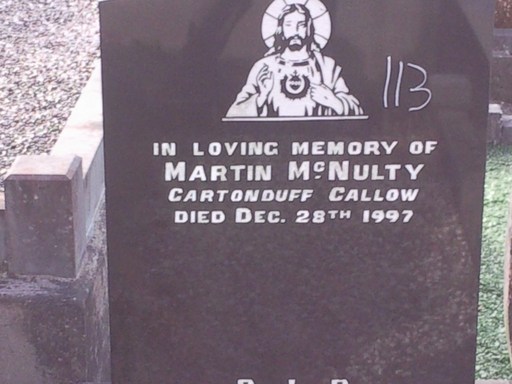 113
IN LOVING MEMORY OF
MARTIN McNULTY
CARTONDUFF CALLOW
DIED DEC. 28TH 1997